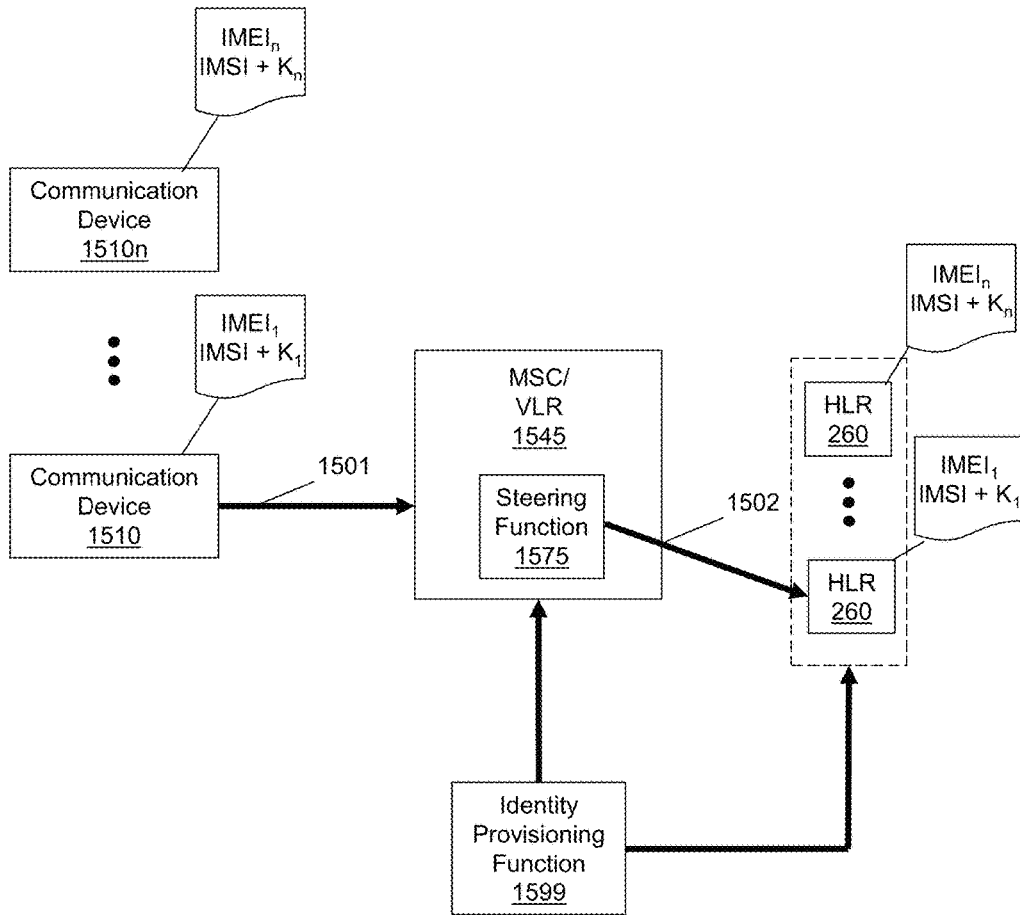 IMEIn
IMSI + Kn
Communication
Device
1510n
IMEI1
IMSI + K1
Communication
Device
1510
1501
MSC/
VLR
1545
Steering
Function
1575
1502
IMEIn
IMSI + Kn
HLR
260
IMEI1
IMSI + K1
HLR
260
Identity
Provisioning
Function
1599